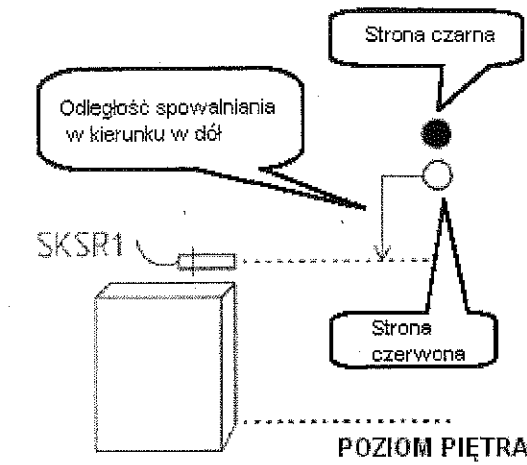 Strona czarna
Odległość spowalniania
w kierunku w dół
SKSR1
Strona
czerwona
POZIOM PIĘTRA